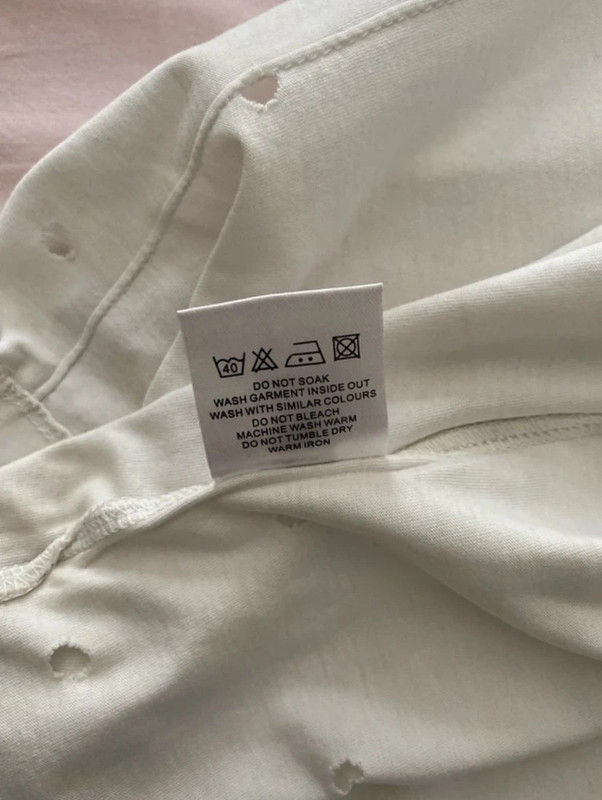 40
DO NOT SOAK
WASH GARMENT INSIDE OUT
WASH WITH SIMILAR COLOURS
DO NOT BLEACH
MACHINE WASH WARM
DO NOT TUMBLE DRY
WARM IRON